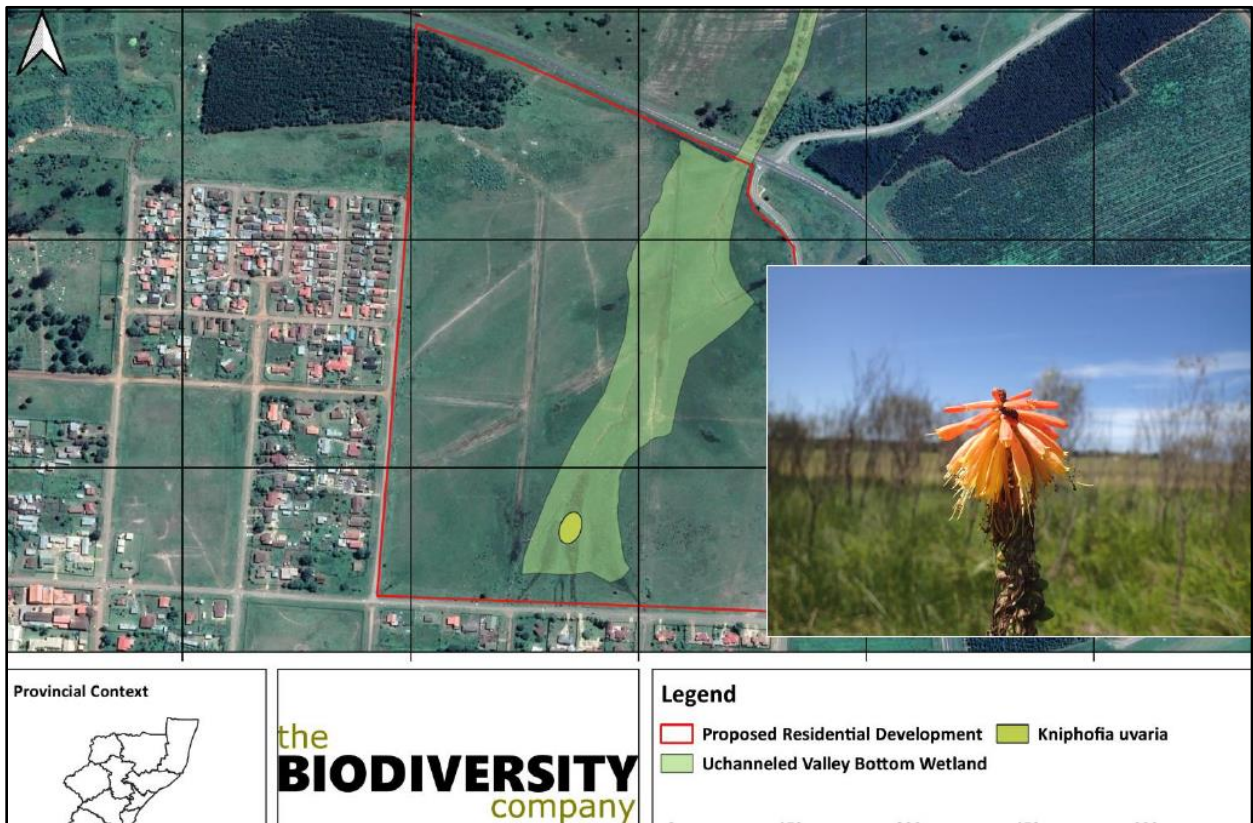 Provincial Context
the
BIODIVERSITY
company
Legend
Proposed Residential Development
Kniphofia uvaria
Uchanneled Valley Bottom Wetland